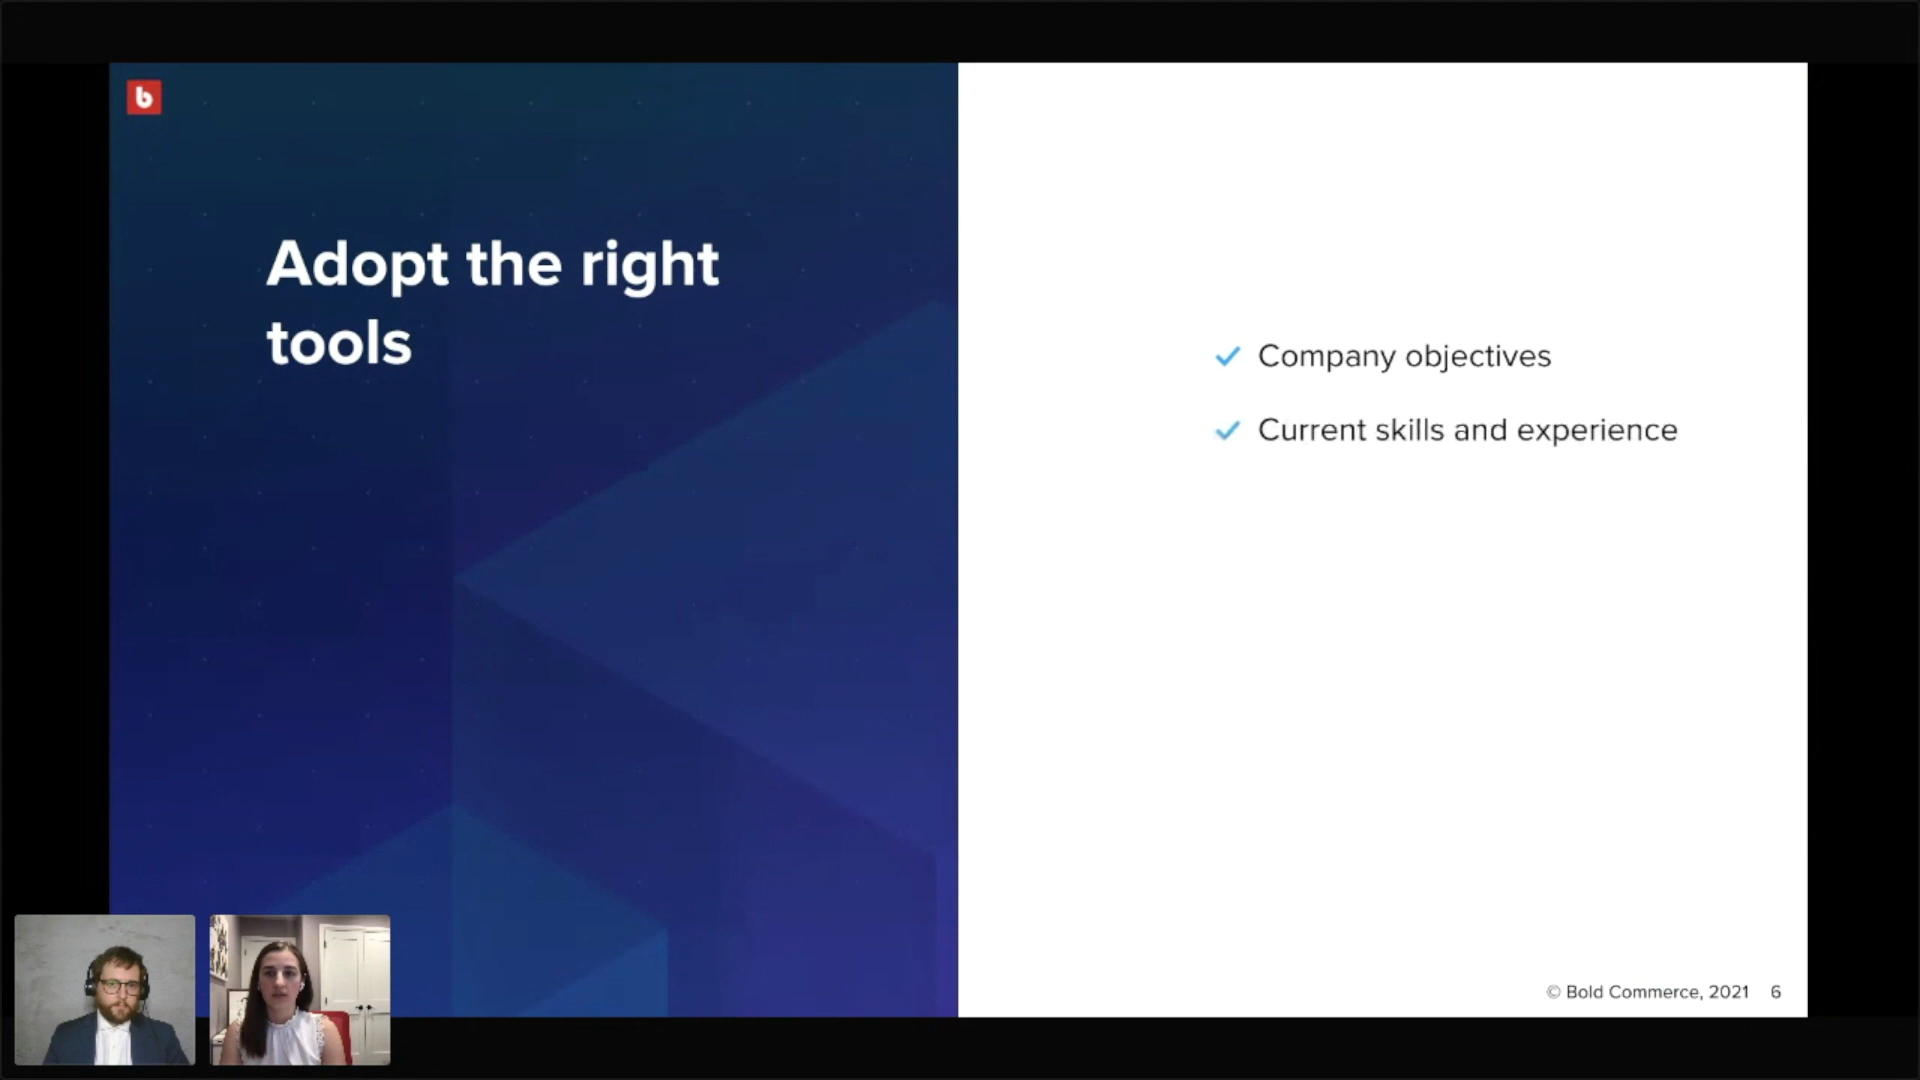 b
Adopt the right
tools
Company objectives
Current skills and experience
© Bold Commerce, 2021 6